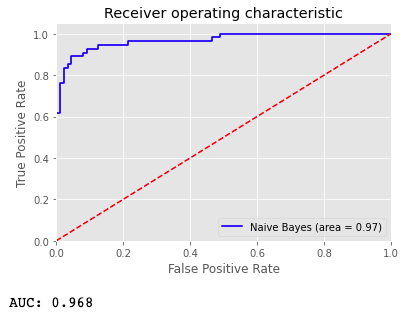 Receiver operating characteristic
True Positive Rate
1.0
0.8
0.6
0.4
0.2
0.0
Naive Bayes (area = 0.97)
0.0 0.2 0.4 0.6 0.8 1.0
False Positive Rate
AUC: 0.968